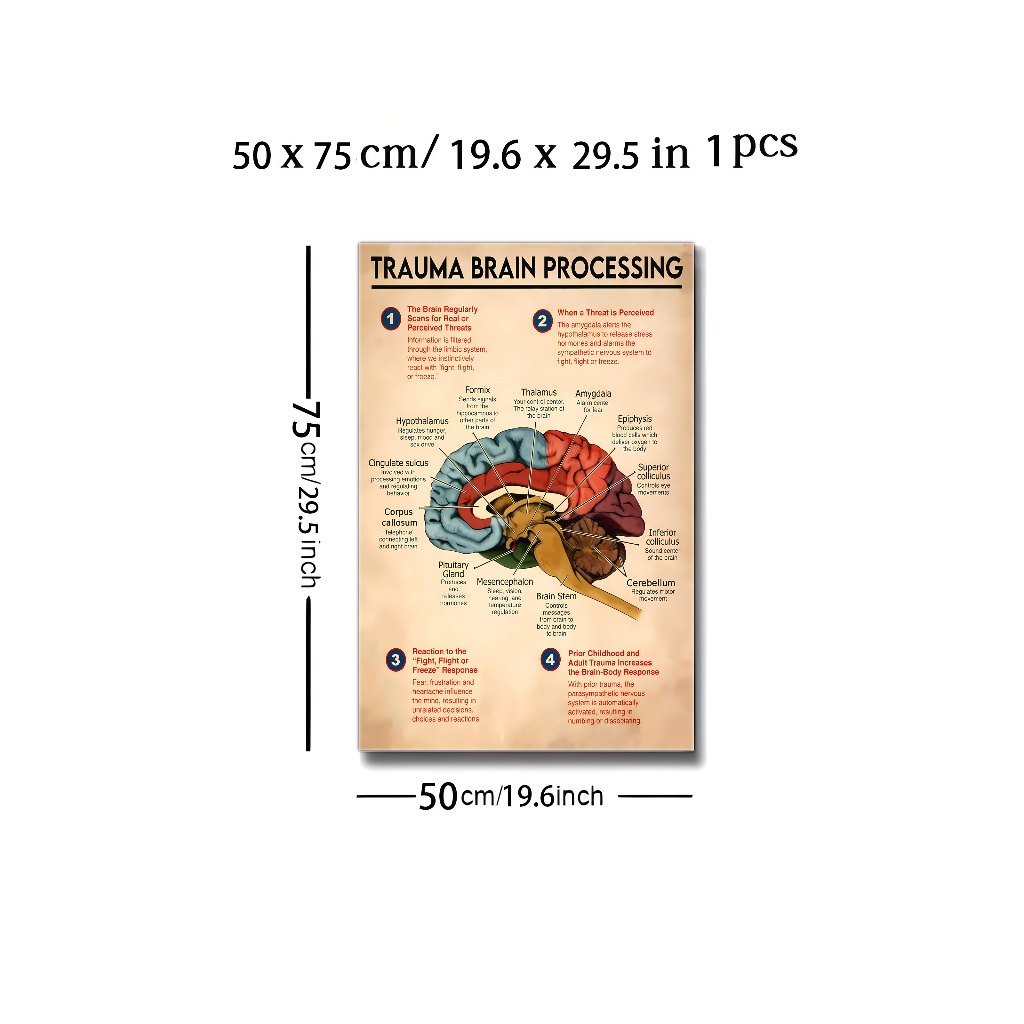 50 x 75 cm/ 19.6 x 29.5 in 1 pcs
TRAUMA BRAIN PROCESSING
1
The Brain Regularly
Scans for Real or
Perceived Threats
Information is filtered
through the limbic system,
where we instinctively
react with "fight, flight,
or freeze."
2
When a Threat is Perceived
The amygdala alerts the
hypothalamus to release stress
hormones and alarms the
sympathetic nervous system to
fight, flight or freeze.
Fornix
Sends signals
from the
hippocampus to
other parts of
the brain
Thalamus
Your control center.
The relay station of
the brain
Amygdala
Alarm center
for fear
Hypothalamus
Regulates hunger,
sleep, mood and
sex drive
Epiphysis
Produces red
blood cells which
deliver oxygen to
the body
Cingulate sulcus
Involved with
processing emotions
and regulating
behavior
Superior
colliculus
Controls eye
movements
Corpus
callosum
Telephone
connecting left
and right brain
Inferior
colliculus
Sound center
of the brain
Pituitary
Gland
Produces
and
releases
hormones
Mesencephalon
Sleep, vision,
hearing, and
temperature
regulation
Brain Stem
Controls
messages
from brain to
body and body
to brain
Cerebellum
Regulates motor
movement
3
Reaction to the
"Fight, Flight or
Freeze" Response
Fear, frustration and
heartache influence
the mind, resulting in
unrelated decisions,
choices and reactions
4
Prior Childhood and
Adult Trauma Increases
the Brain-Body Response
With prior trauma, the
parasympathetic nervous
system is automatically
activated, resulting in
numbing or dissociating.
75cm/29.5 inch
50cm/19.6inch